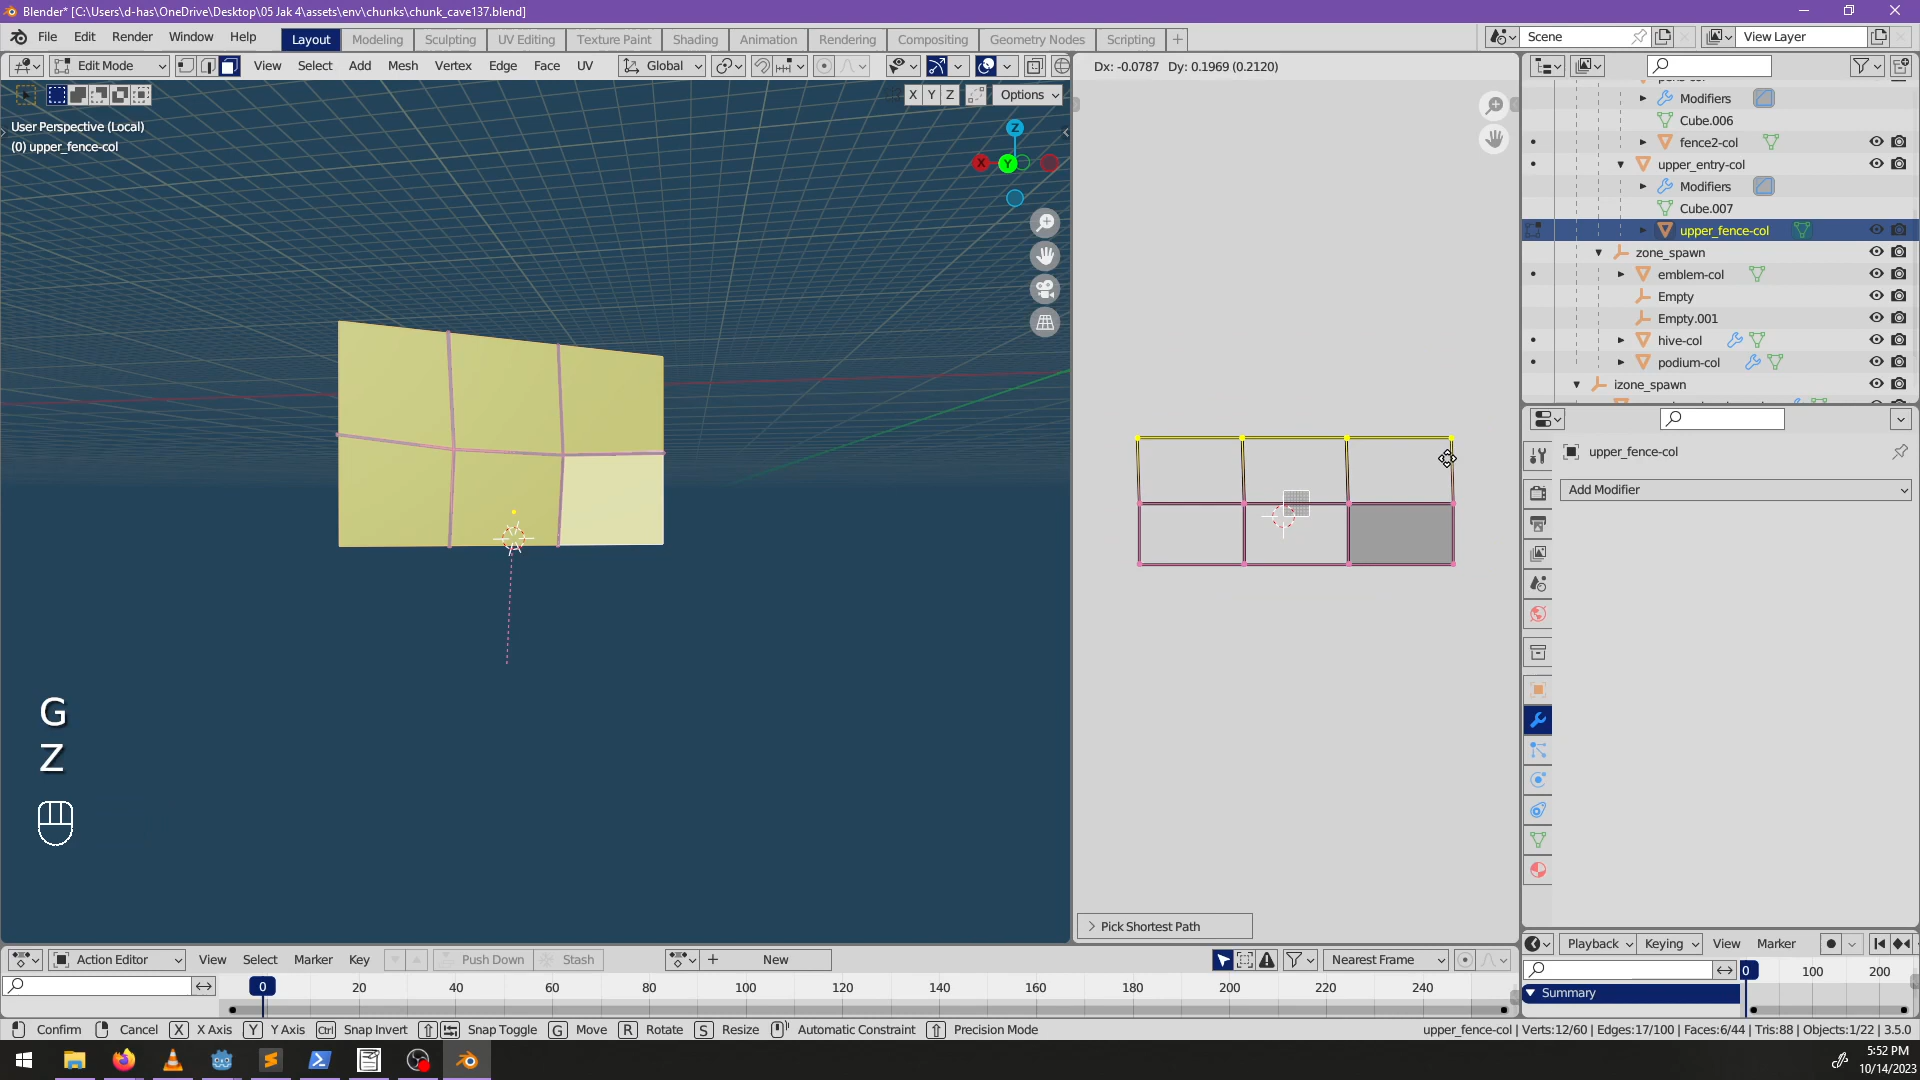 Blender* [C:\Users\d-has\OneDrive\Desktop\05 Jak 4\assets\env\chunks\chunk_cave137.blend]
File Edit Render Window Help Layout Modeling Sculpting UV Editing Texture Paint Shading Animation Rendering Compositing Geometry Nodes Scripting + Scene View Layer
Edit Mode View Select Add Mesh Vertex Edge Face UV Global Dx: -0.0787 Dy: 0.1969 (0.2120)
X Y Z Options
User Perspective (Local)
(0) upper_fence-col
Z
X
Y
G
Z
> Pick Shortest Path
Modifiers
Cube.006
fence2-col
upper_entry-col
Modifiers
Cube.007
upper_fence-col
zone_spawn
emblem-col
Empty
Empty.001
hive-col
podium-col
izone_spawn
upper_fence-col
Add Modifier
Action Editor View Select Marker Key Push Down Stash New Nearest Frame
0 20 40 60 80 100 120 140 160 180 200 220 240
Playback Keying View Marker
0 100 200
Summary
Confirm Cancel X X Axis Y Y Axis Ctrl Snap Invert Snap Toggle G Move R Rotate S Resize Automatic Constraint Precision Mode
upper_fence-col | Verts:12/60 | Edges:17/100 | Faces:6/44 | Tris:88 | Objects:1/22 | 3.5.0
5:52 PM
10/14/2023